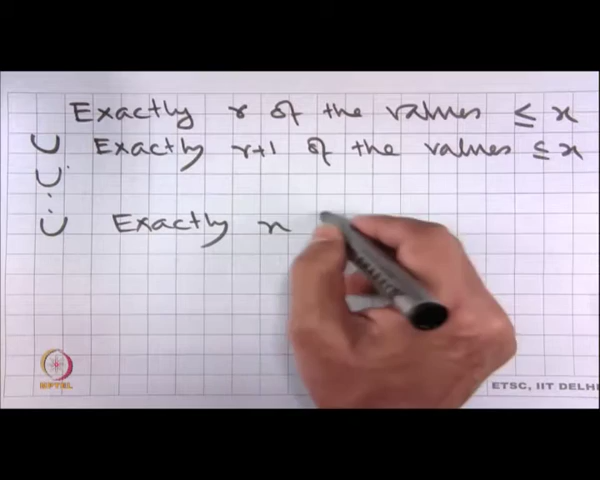 Exactly r of the values ≤ x
∪ Exactly r+1 of the values ≤ x
∪
⋮
∪ Exactly n
NPTEL
ETSC, IIT DELHI